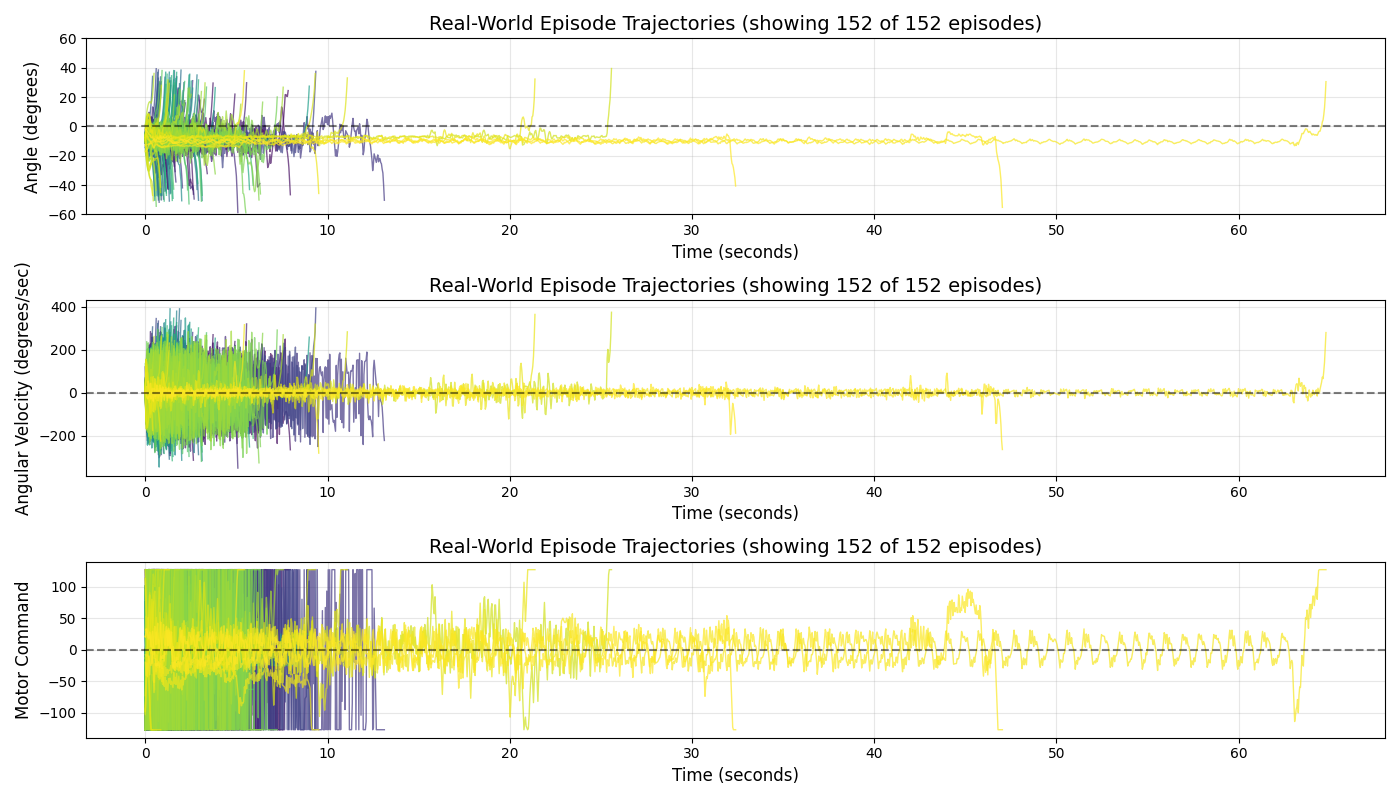 Real-World Episode Trajectories (showing 152 of 152 episodes)
Angle (degrees)
60
40
20
0
−20
−40
−60
0 10 20 30 40 50 60
Time (seconds)
Real-World Episode Trajectories (showing 152 of 152 episodes)
Angular Velocity (degrees/sec)
400
200
0
−200
0 10 20 30 40 50 60
Time (seconds)
Real-World Episode Trajectories (showing 152 of 152 episodes)
Motor Command
100
50
0
−50
−100
0 10 20 30 40 50 60
Time (seconds)